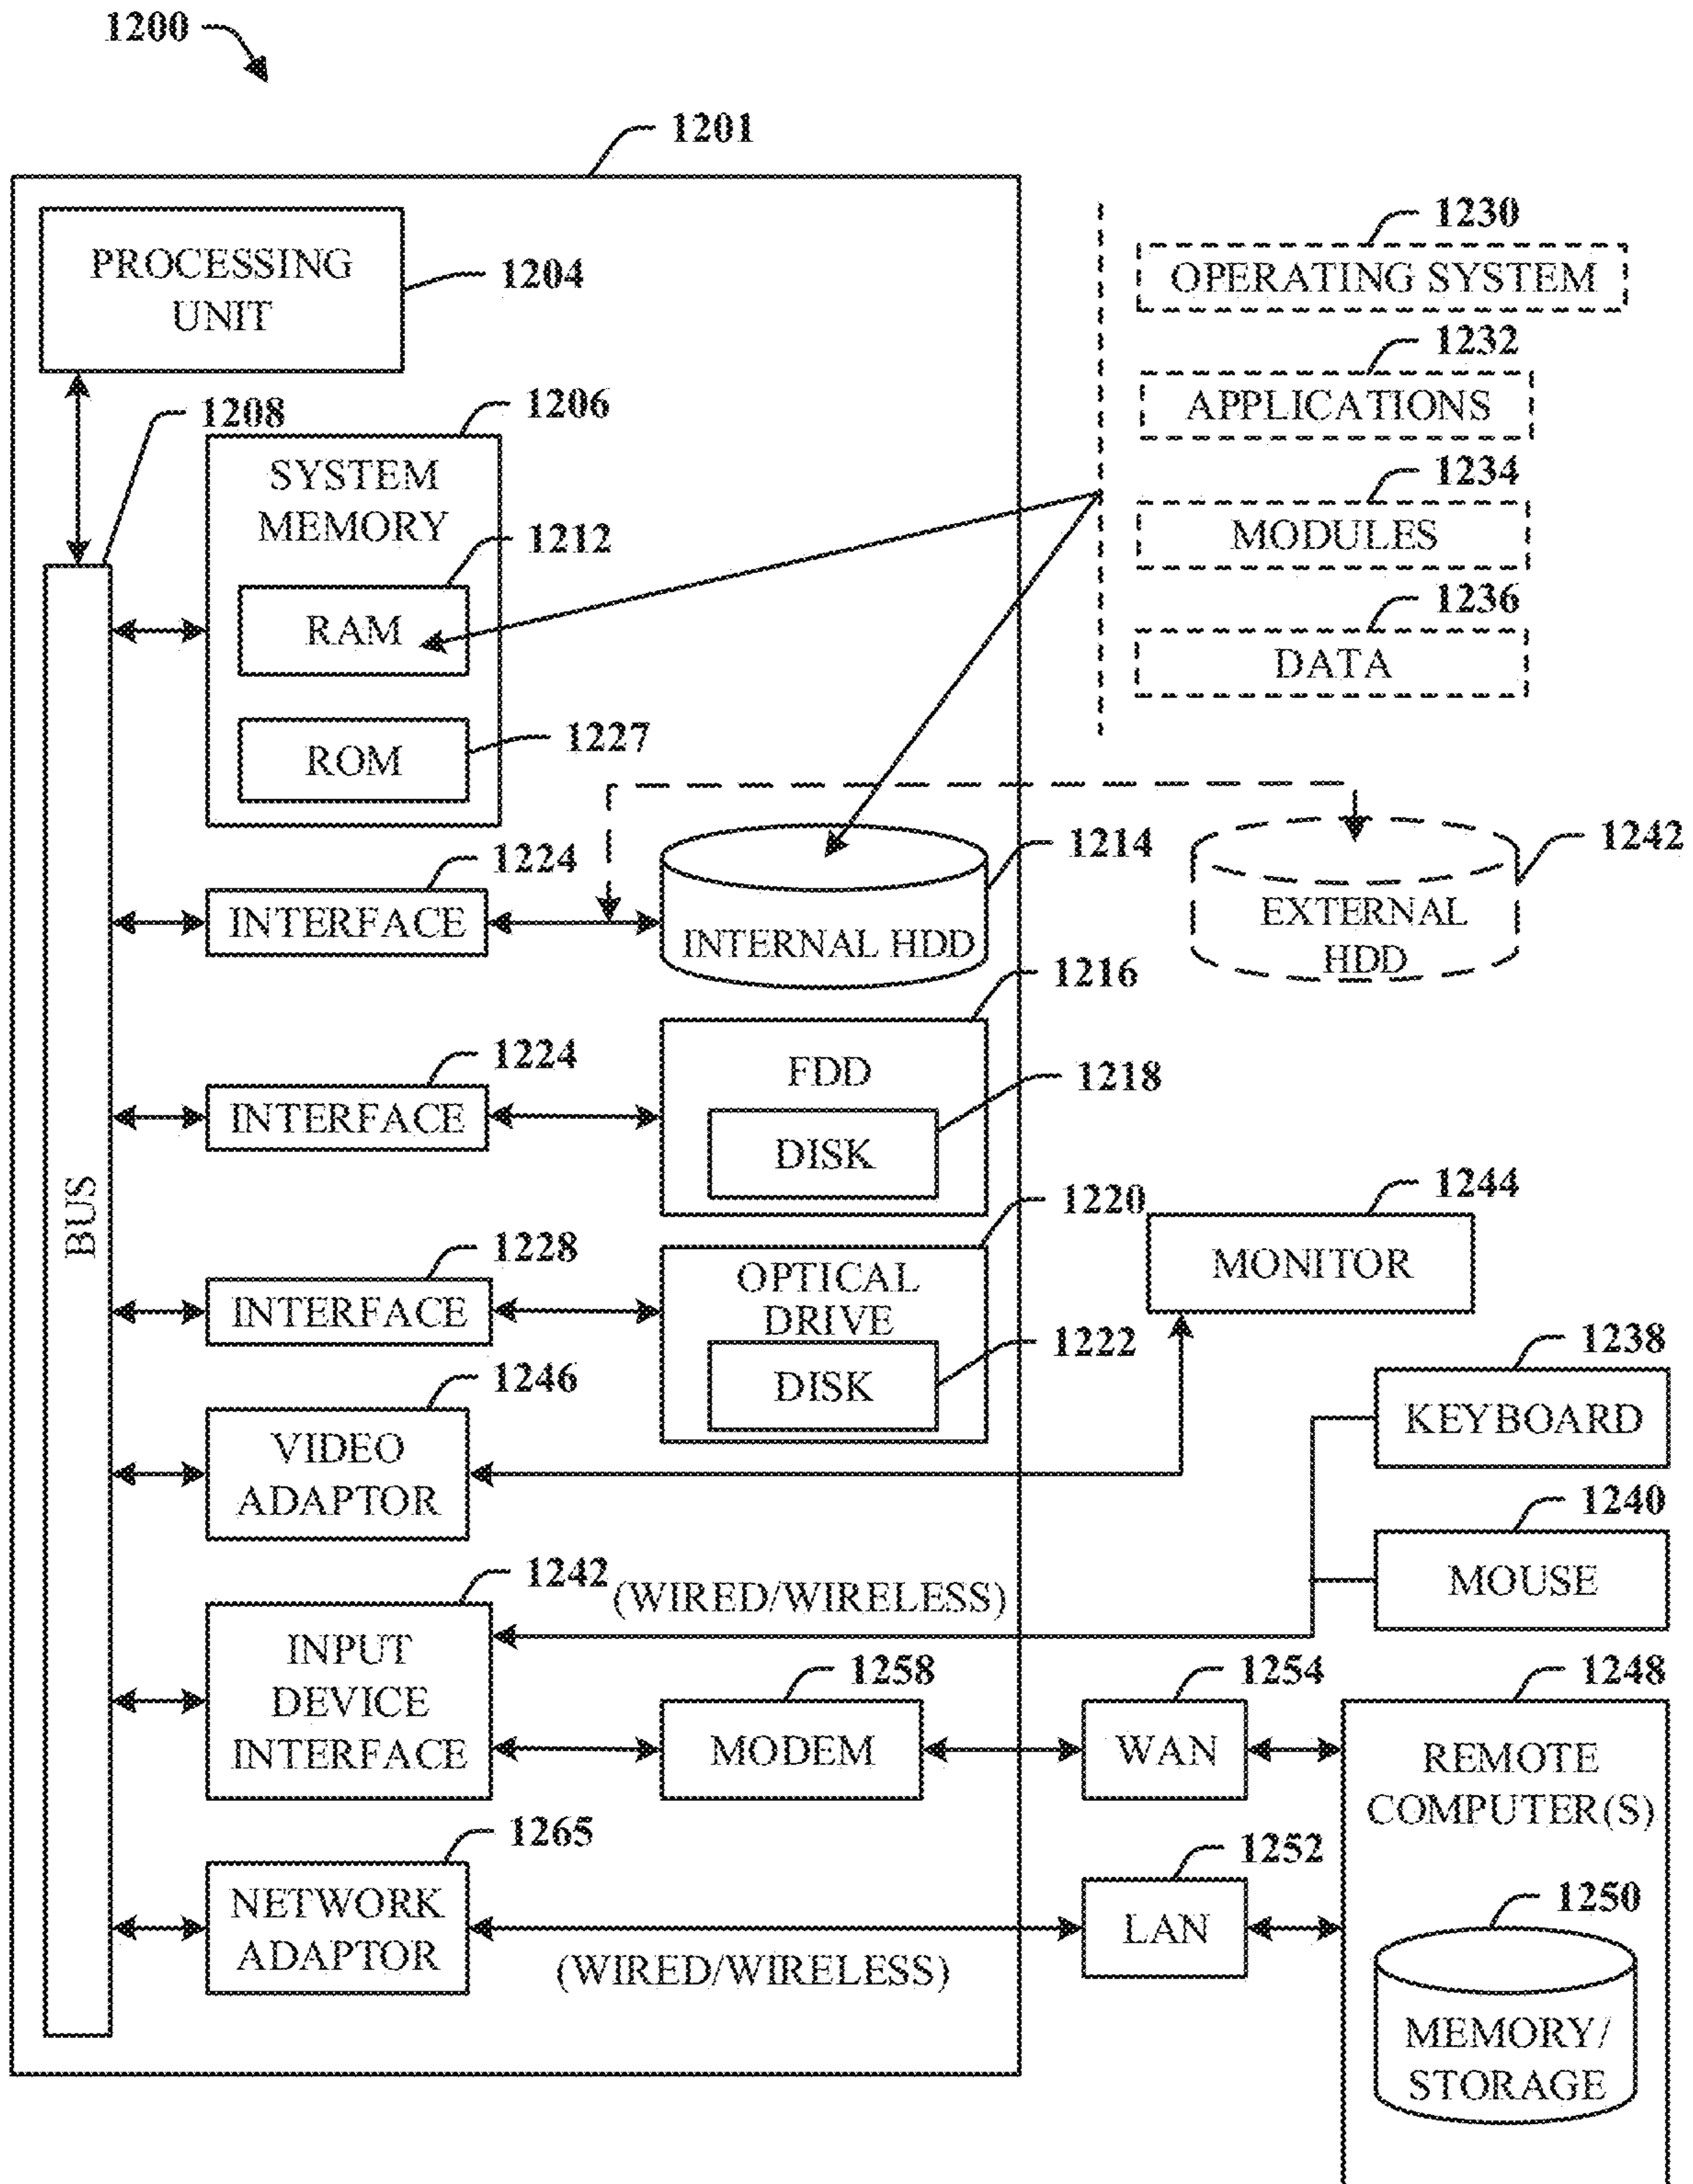 1200
1201
PROCESSING
UNIT
1204
1230
OPERATING SYSTEM
1232
APPLICATIONS
1234
MODULES
1236
DATA
1208
1206
SYSTEM
MEMORY
1212
RAM
ROM
1227
1224
INTERFACE
1214
INTERNAL HDD
1242
EXTERNAL
HDD
1224
INTERFACE
1216
FDD
1218
DISK
BUS
1228
INTERFACE
1220
OPTICAL
DRIVE
1222
DISK
1244
MONITOR
1246
VIDEO
ADAPTOR
1238
KEYBOARD
1240
MOUSE
1242
(WIRED/WIRELESS)
INPUT
DEVICE
INTERFACE
1258
MODEM
1254
WAN
1248
REMOTE
COMPUTER(S)
1265
NETWORK
ADAPTOR
(WIRED/WIRELESS)
1252
LAN
1250
MEMORY/
STORAGE